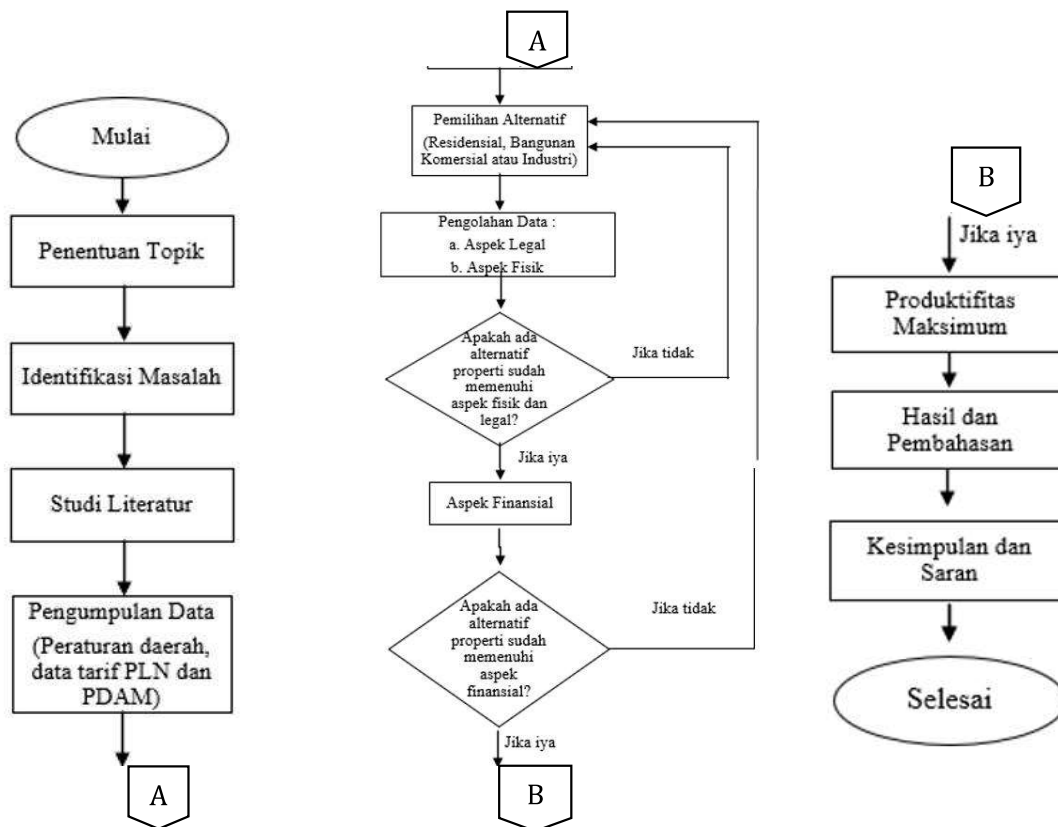 Mulai
Penentuan Topik
Identifikasi Masalah
Studi Literatur
Pengumpulan Data
(Peraturan daerah,
data tarif PLN dan
PDAM)
A
A
Pemilihan Alternatif
(Residensial, Bangunan
Komersial atau Industri)
Pengolahan Data :
a. Aspek Legal
b. Aspek Fisik
Apakah ada
alternatif
properti sudah
memenuhi
aspek fisik dan
legal?
Jika tidak
Jika iya
Aspek Finansial
Apakah ada
alternatif
properti sudah
memenuhi
aspek
finansial?
Jika tidak
Jika iya
B
B
Jika iya
Produktifitas
Maksimum
Hasil dan
Pembahasan
Kesimpulan dan
Saran
Selesai